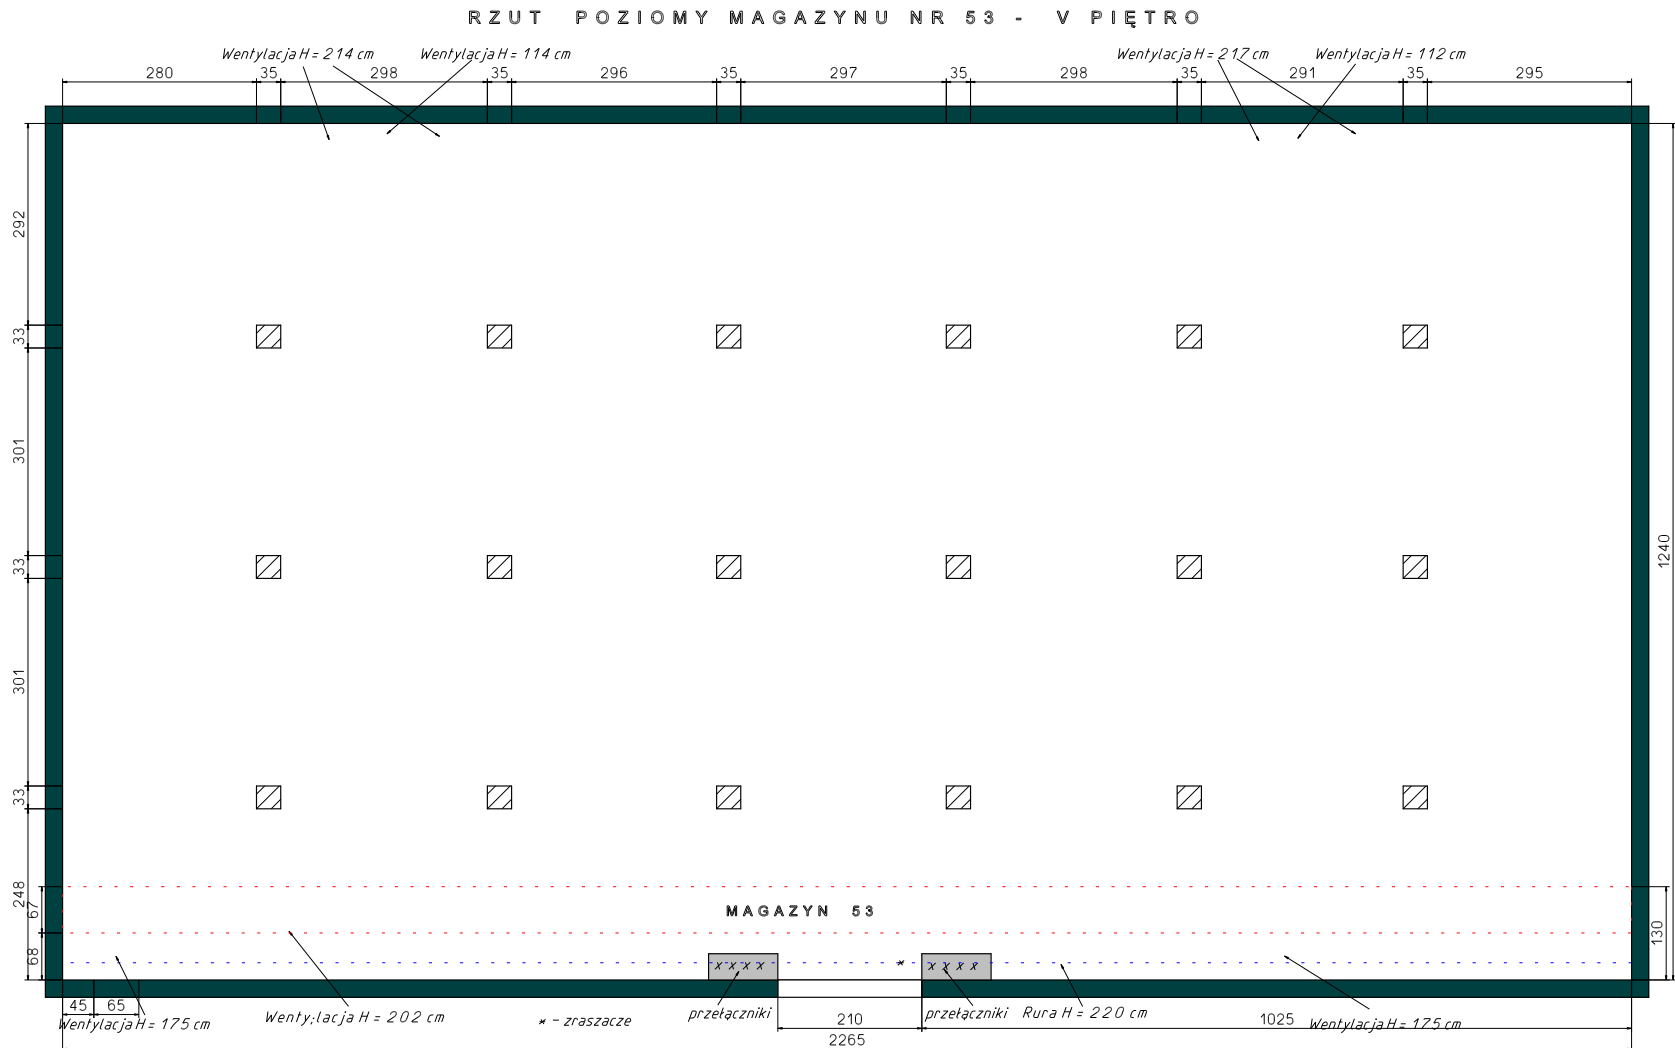 RZUT POZIOMY MAGAZYNU NR 53 - V PIĘTRO
Wentylacja H = 214 cm
Wentylacja H = 114 cm
Wentylacja H = 217 cm
Wentylacja H = 112 cm
280 35 298 35 296 35 297 35 298 35 291 35 295
292
33
301
33
301
33
248
67
68
1240
130
MAGAZYN 53
x x x x
*
x x x x
45 65
Wentylacja H = 175 cm
Wenty;lacja H = 202 cm
* - zraszacze
przełączniki
210
przełączniki
Rura H = 220 cm
1025
Wentylacja H = 175 cm
2265